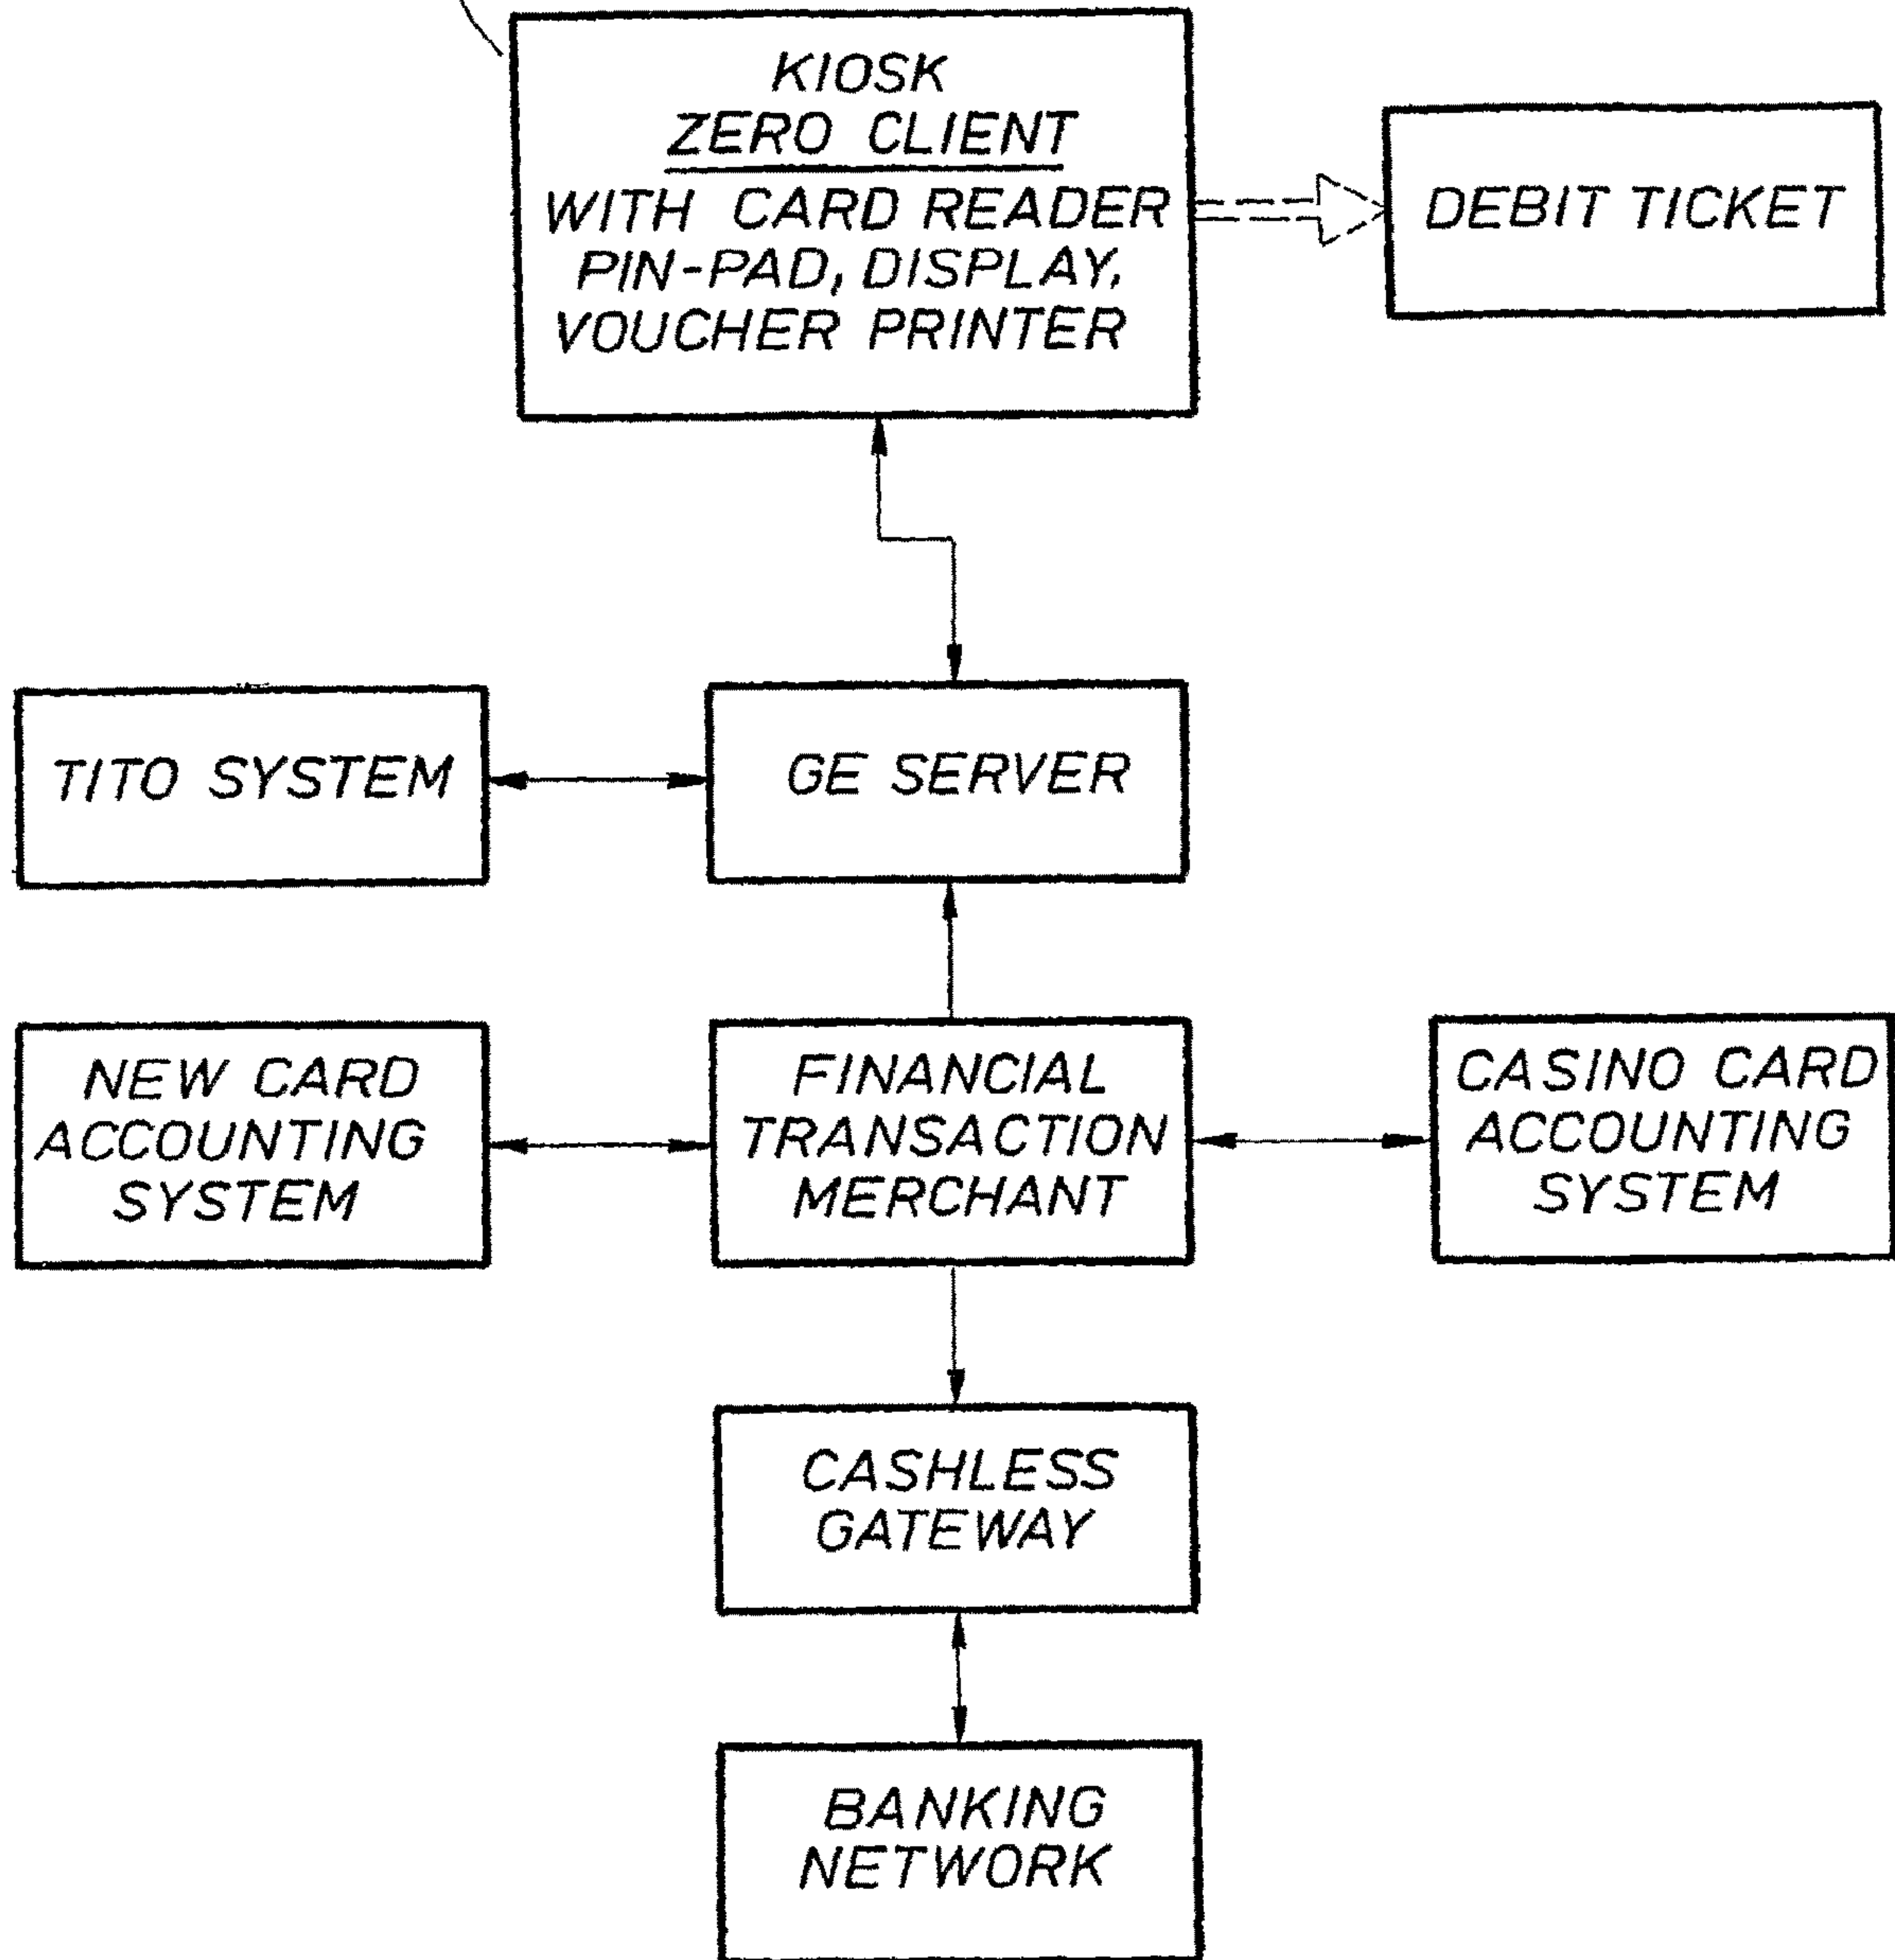 KIOSK
ZERO CLIENT
WITH CARD READER
PIN-PAD, DISPLAY,
VOUCHER PRINTER
DEBIT TICKET
TITO SYSTEM
GE SERVER
NEW CARD
ACCOUNTING
SYSTEM
FINANCIAL
TRANSACTION
MERCHANT
CASINO CARD
ACCOUNTING
SYSTEM
CASHLESS
GATEWAY
BANKING
NETWORK